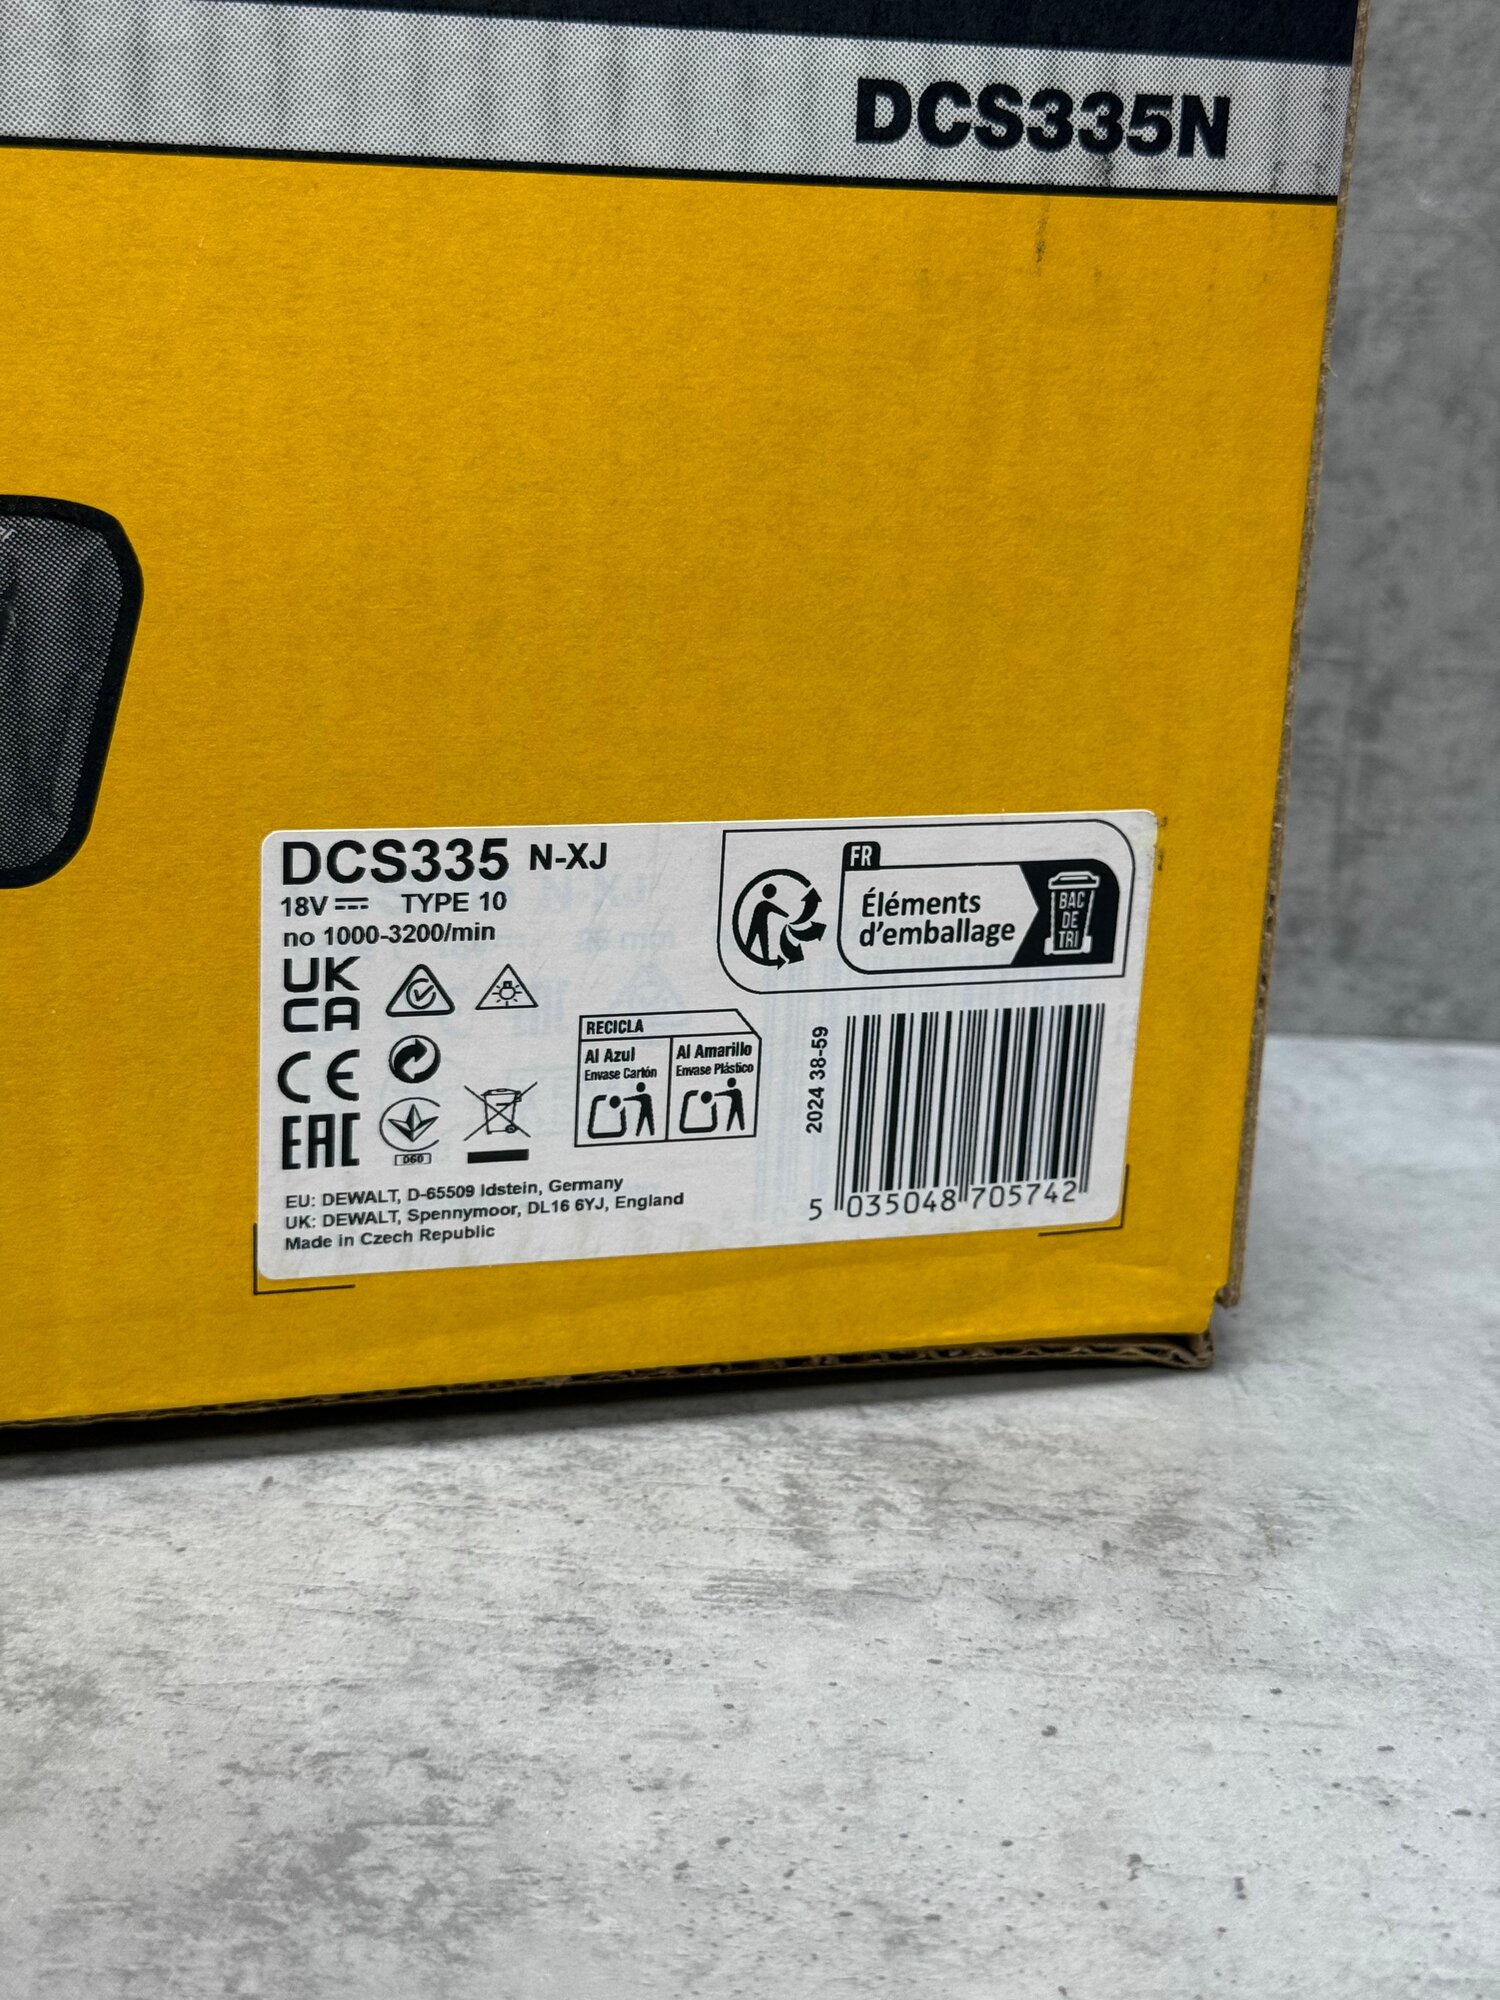 DCS335N
DCS335 N-XJ
18V TYPE 10
no 1000-3200/min
UK
CA
CE
EAC
D60
FR
Éléments
d'emballage
BAC
DE
TRI
RECICLA
Al Azul
Envase Cartón
Al Amarillo
Envase Plástico
2024 38-59
5 035048 705742
EU: DEWALT, D-65509 Idstein, Germany
UK: DEWALT, Spennymoor, DL16 6YJ, England
Made in Czech Republic